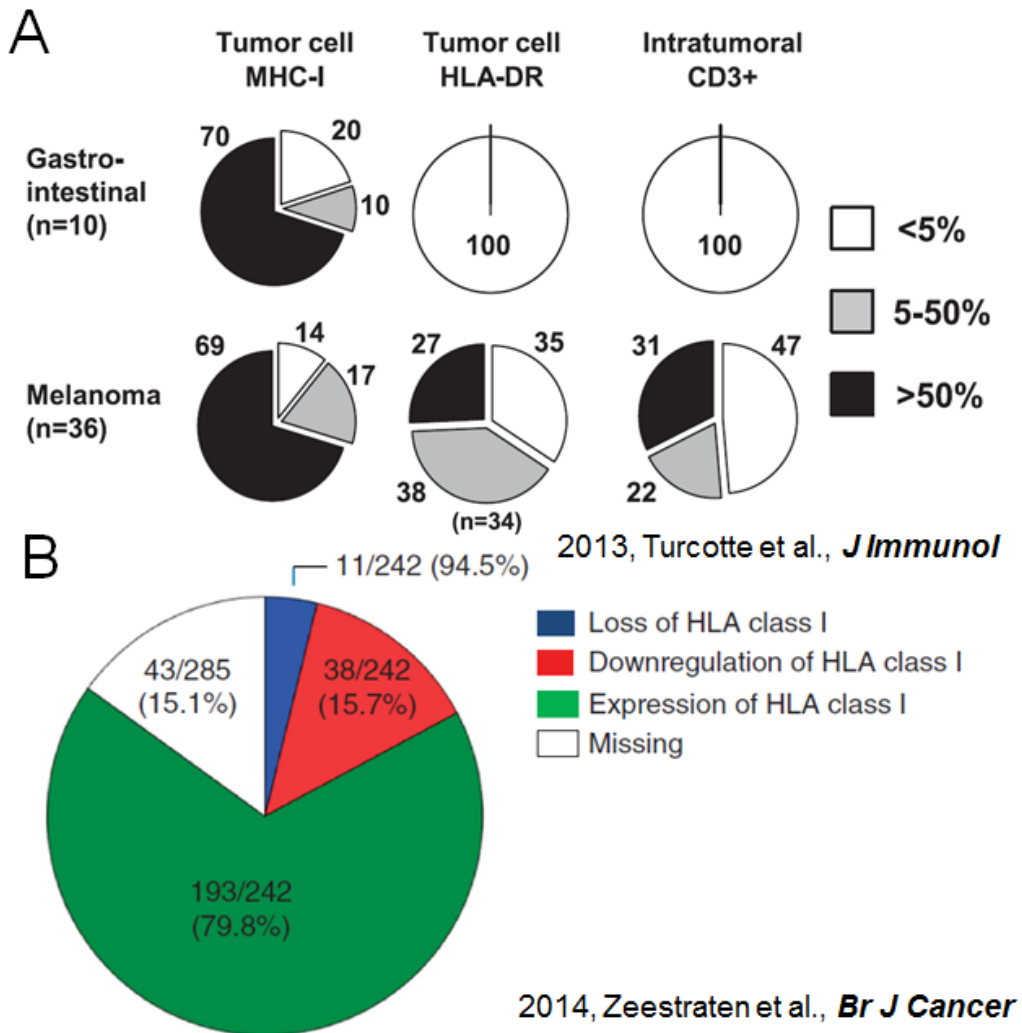 A
Tumor cell
MHC-I
Tumor cell
HLA-DR
Intratumoral
CD3+
Gastro-
intestinal
(n=10)
70
20
10
100
100
<5%
5-50%
>50%
Melanoma
(n=36)
69
14
17
27
35
38
(n=34)
31
47
22
2013, Turcotte et al., J Immunol
B
11/242 (94.5%)
43/285
(15.1%)
38/242
(15.7%)
193/242
(79.8%)
Loss of HLA class I
Downregulation of HLA class I
Expression of HLA class I
Missing
2014, Zeestraten et al., Br J Cancer